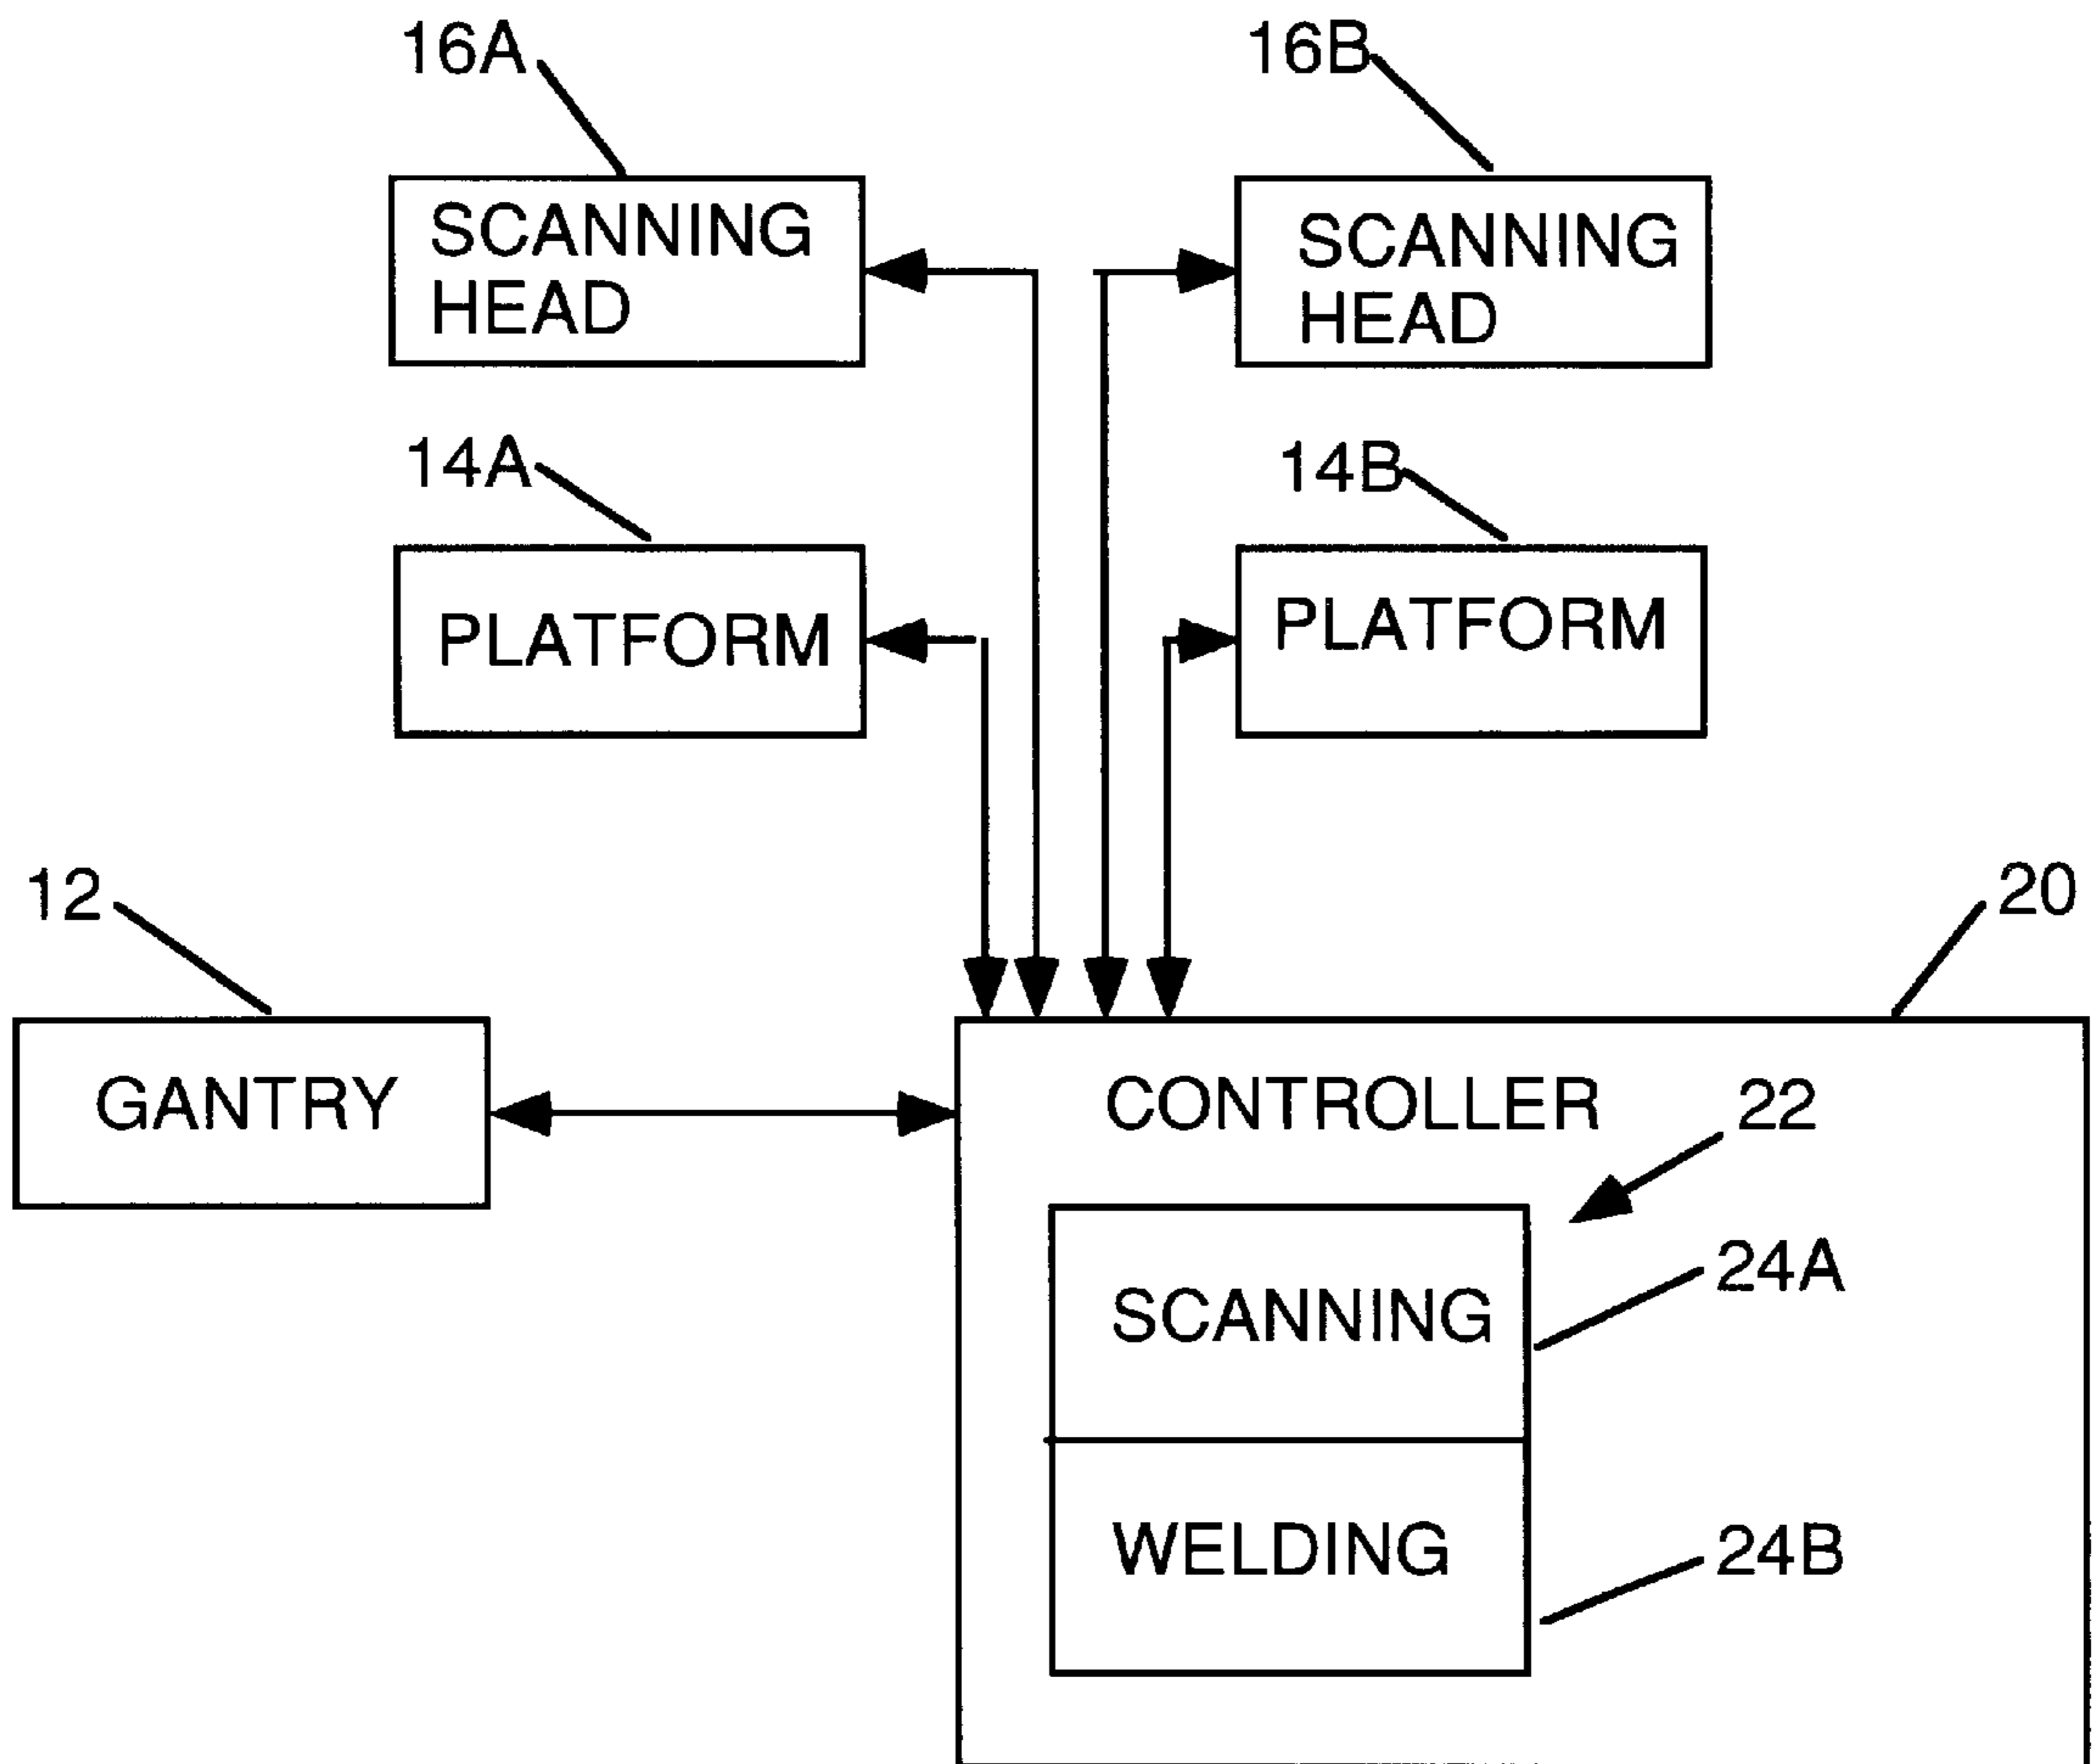 16A
16B
SCANNING
HEAD
SCANNING
HEAD
14A
14B
PLATFORM
PLATFORM
12
20
GANTRY
CONTROLLER
22
SCANNING
24A
WELDING
24B